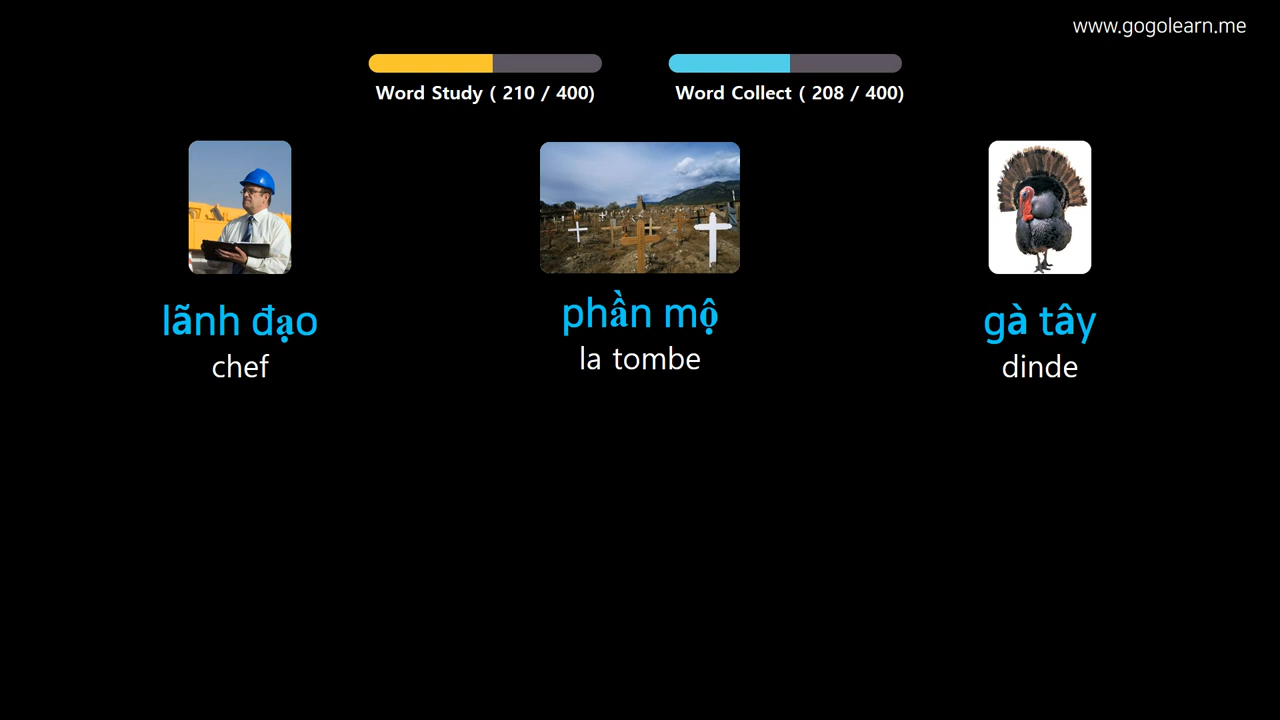 www.gogolearn.me
Word Study ( 210 / 400)
Word Collect ( 208 / 400)
lãnh đạo
chef
phần mộ
la tombe
gà tây
dinde